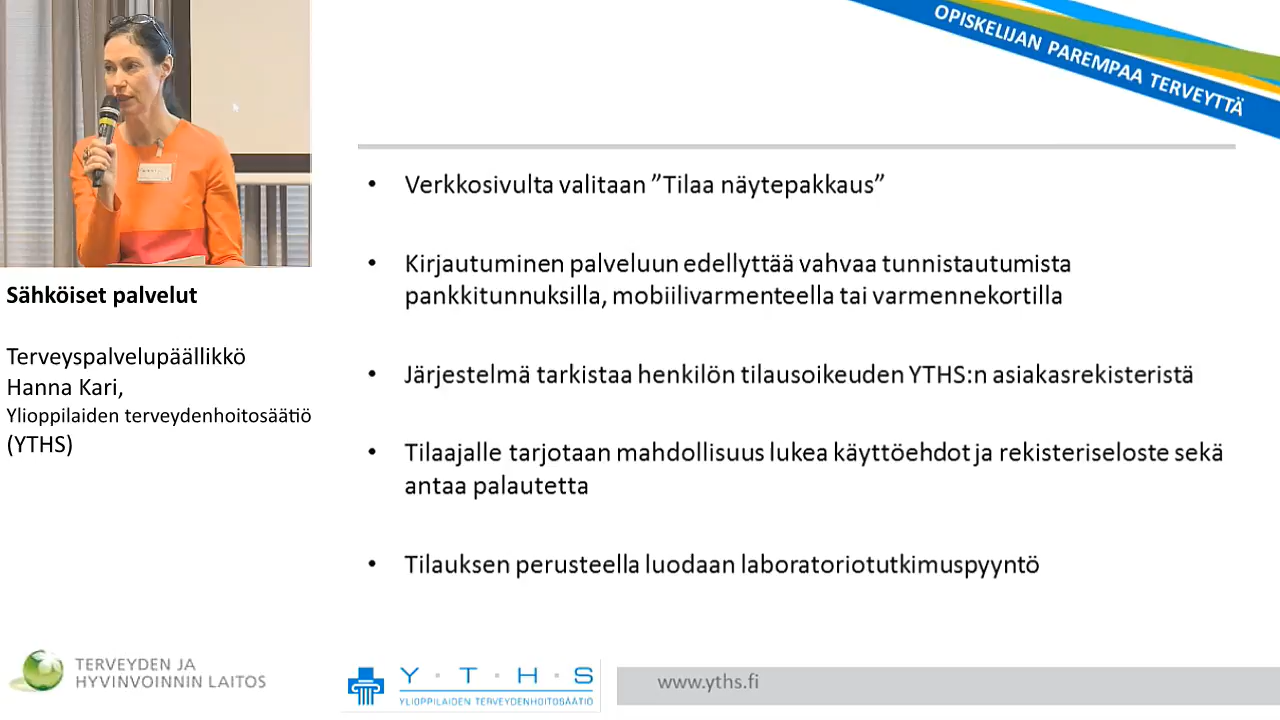 OPISKELIJAN PAREMPAA TERVEYTTÄ
Sähköiset palvelut
Terveyspalvelupäällikkö
Hanna Kari,
Ylioppilaiden terveydenhoitosäätiö
(YTHS)
• Verkkosivulta valitaan ”Tilaa näytepakkaus”
• Kirjautuminen palveluun edellyttää vahvaa tunnistautumista
pankkitunnuksilla, mobiilivarmenteella tai varmennekortilla
• Järjestelmä tarkistaa henkilön tilausoikeuden YTHS:n asiakasrekisteristä
• Tilaajalle tarjotaan mahdollisuus lukea käyttöehdot ja rekisteriseloste sekä
antaa palautetta
• Tilauksen perusteella luodaan laboratoriotutkimuspyyntö
TERVEYDEN JA
HYVINVOINNIN LAITOS
Y · T · H · S
YLIOPPILAIDEN TERVEYDENHOITOSÄÄTIÖ
www.yths.fi